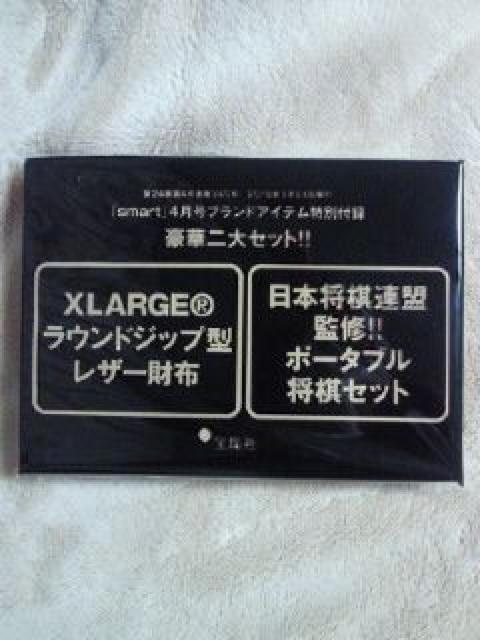 「smart」4月号ブランドアイテム特別付録
豪華二大セット!!
XLARGE®
ラウンドジップ型
レザー財布
日本将棋連盟
監修!!
ポータブル
将棋セット
宝島社